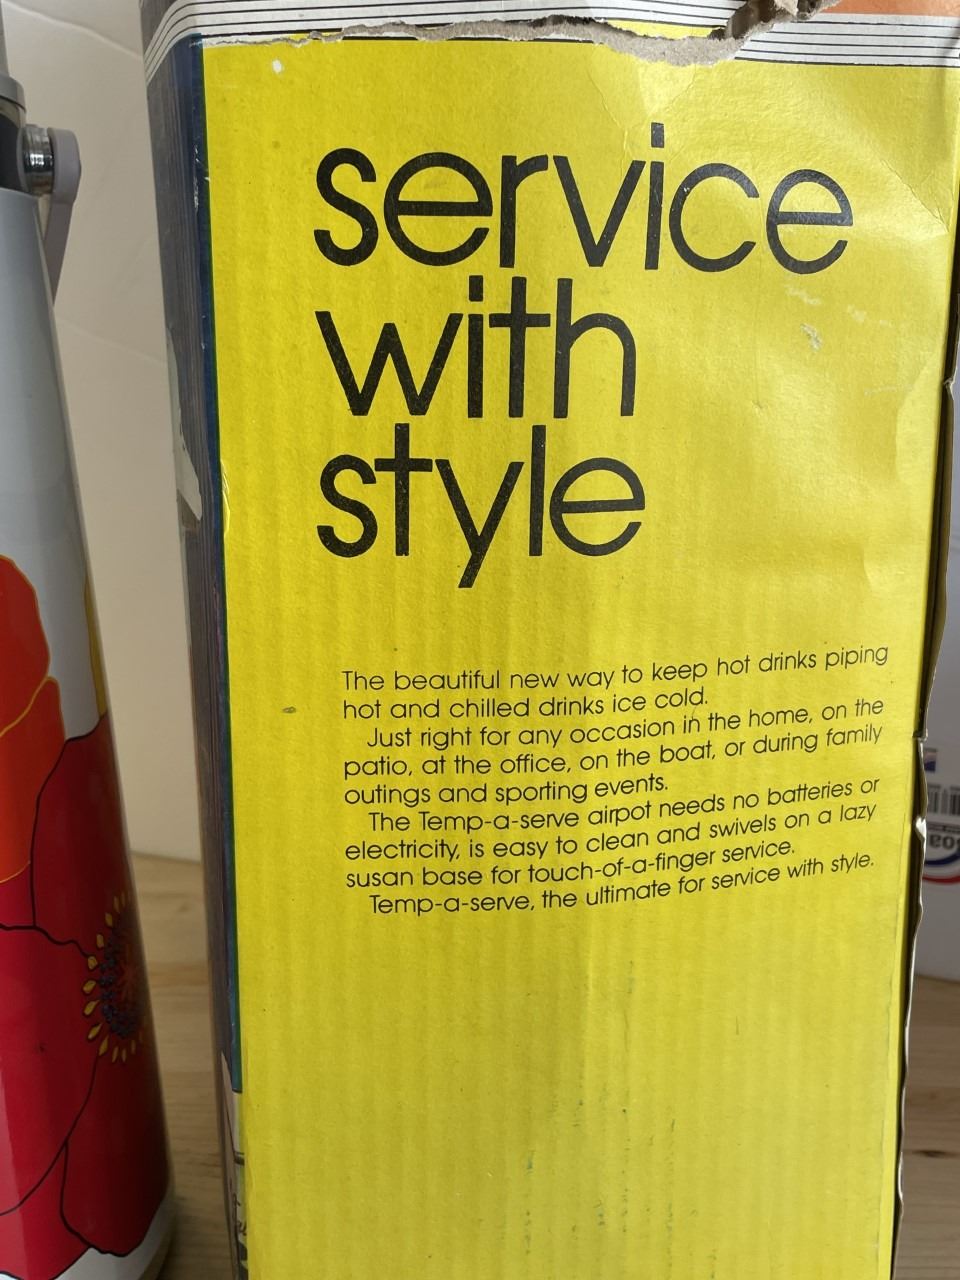 service
with
style
The beautiful new way to keep hot drinks piping
hot and chilled drinks ice cold.
Just right for any occasion in the home, on the
patio, at the office, on the boat, or during family
outings and sporting events.
The Temp-a-serve airpot needs no batteries or
electricity, is easy to clean and swivels on a lazy
susan base for touch-of-a-finger service.
Temp-a-serve, the ultimate for service with style.